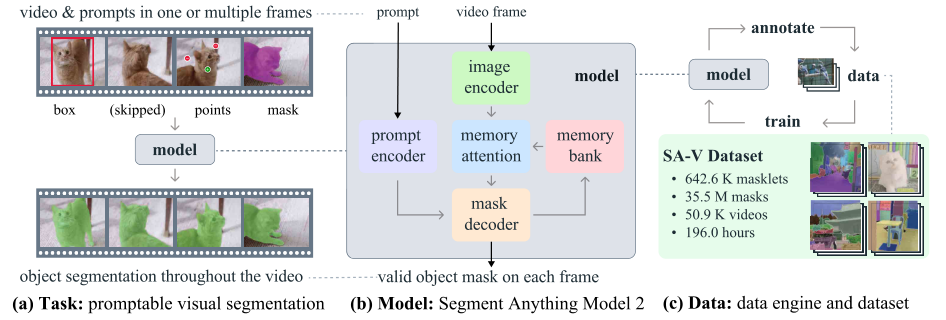 video & prompts in one or multiple frames
box
(skipped)
points
mask
model
object segmentation throughout the video
(a) Task: promptable visual segmentation
prompt
video frame
image
encoder
model
prompt
encoder
memory
attention
memory
bank
mask
decoder
valid object mask on each frame
(b) Model: Segment Anything Model 2
annotate
model
data
train
SA-V Dataset
• 642.6 K masklets
• 35.5 M masks
• 50.9 K videos
• 196.0 hours
(c) Data: data engine and dataset